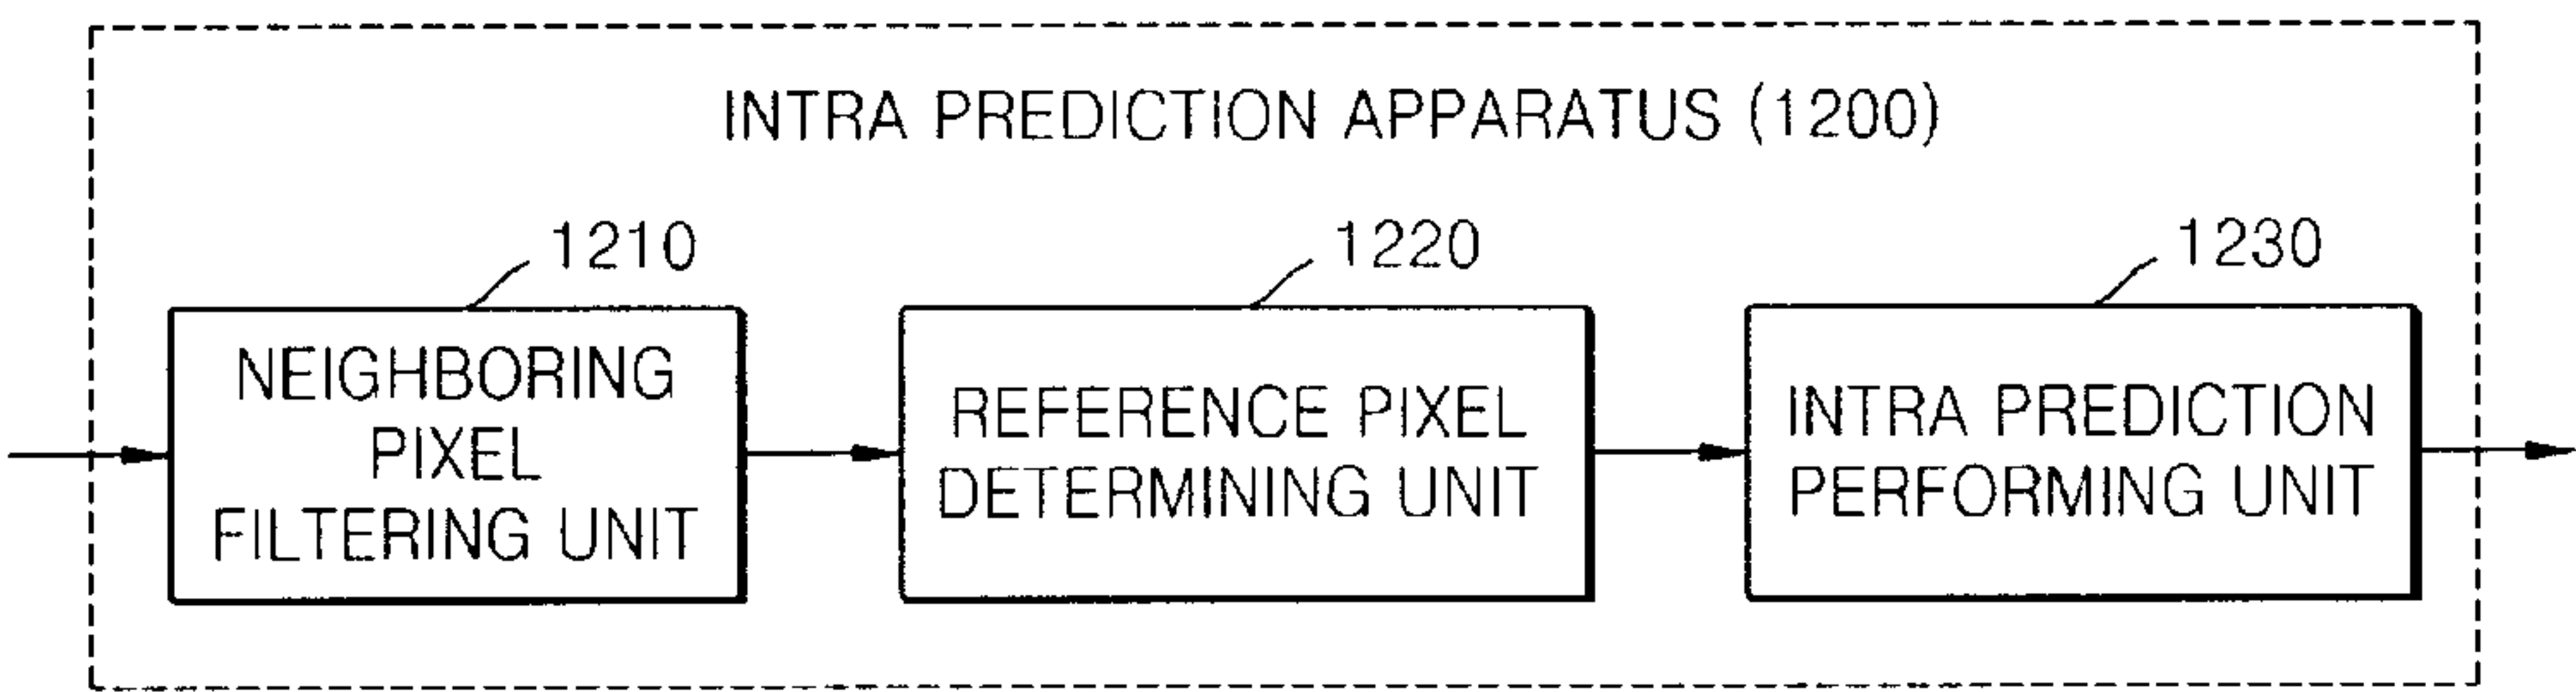 INTRA PREDICTION APPARATUS (1200)
1210
1220
1230
NEIGHBORING
PIXEL
FILTERING UNIT
REFERENCE PIXEL
DETERMINING UNIT
INTRA PREDICTION
PERFORMING UNIT